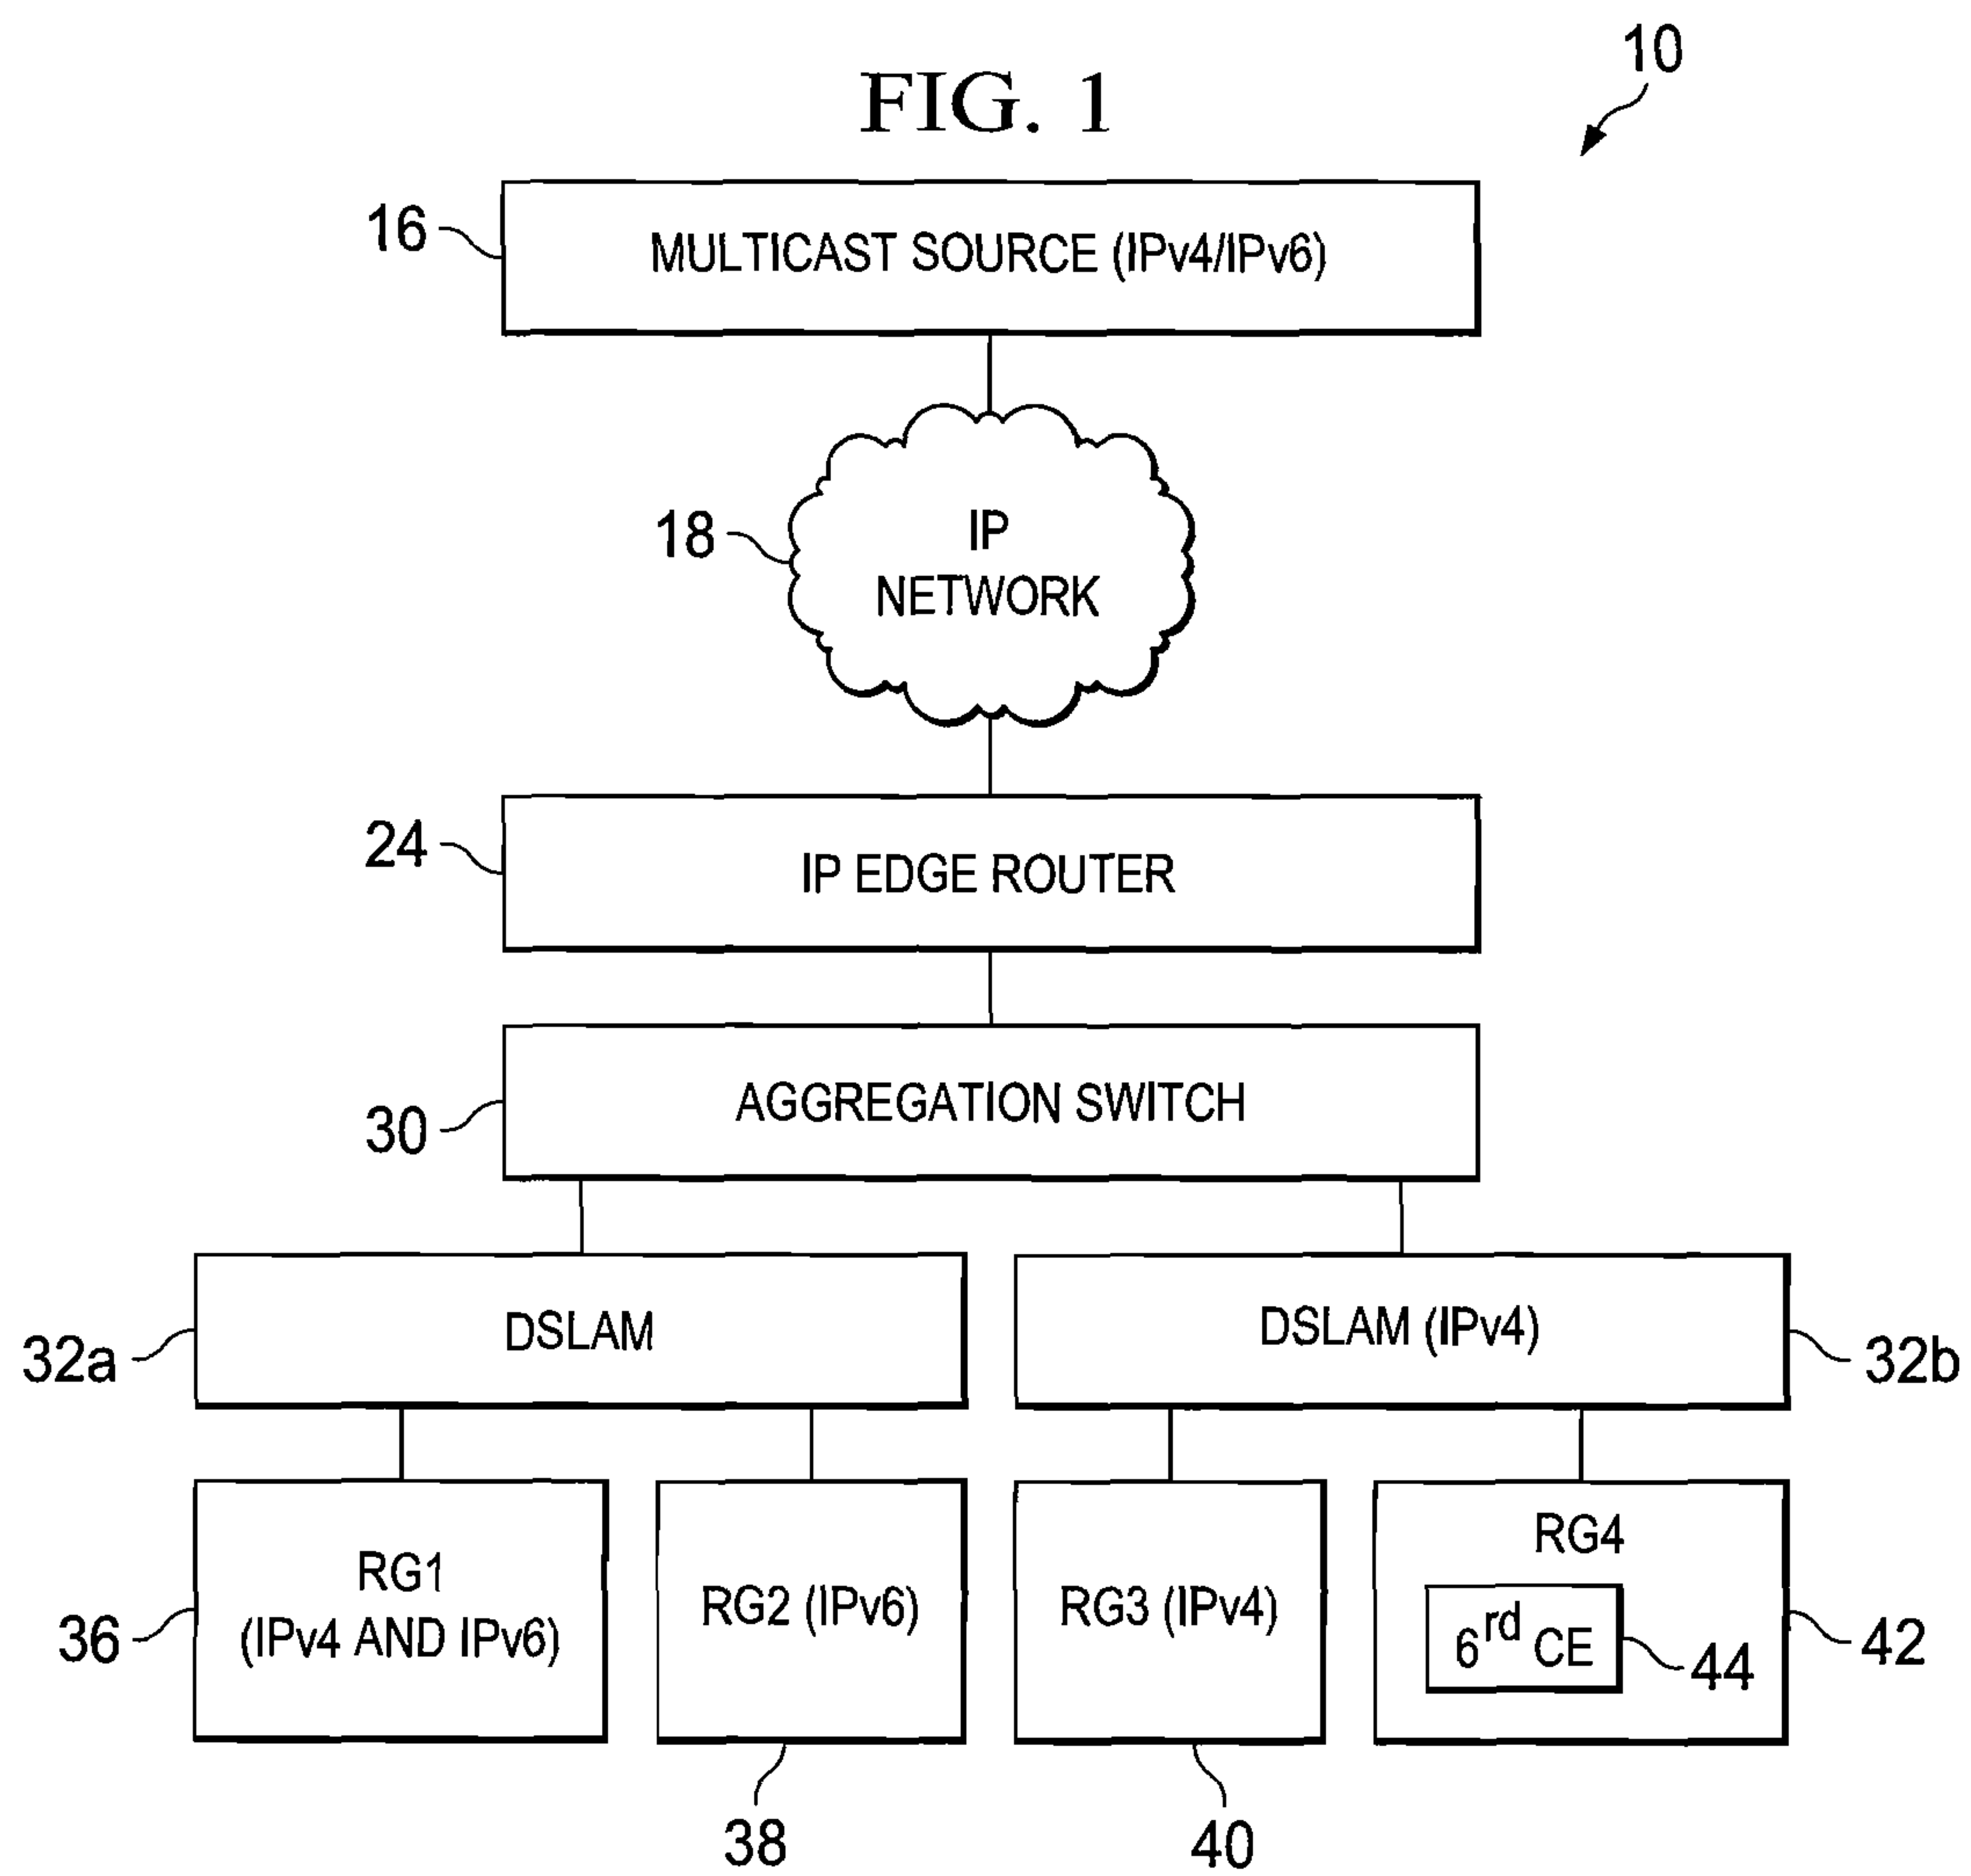 10
FIG. 1
16
MULTICAST SOURCE (IPv4/IPv6)
18
IP
NETWORK
24
IP EDGE ROUTER
30
AGGREGATION SWITCH
32a
DSLAM
DSLAM (IPv4)
32b
36
RG1
(IPv4 AND IPv6)
RG2 (IPv6)
RG3 (IPv4)
RG4
6rd CE
44
42
38
40